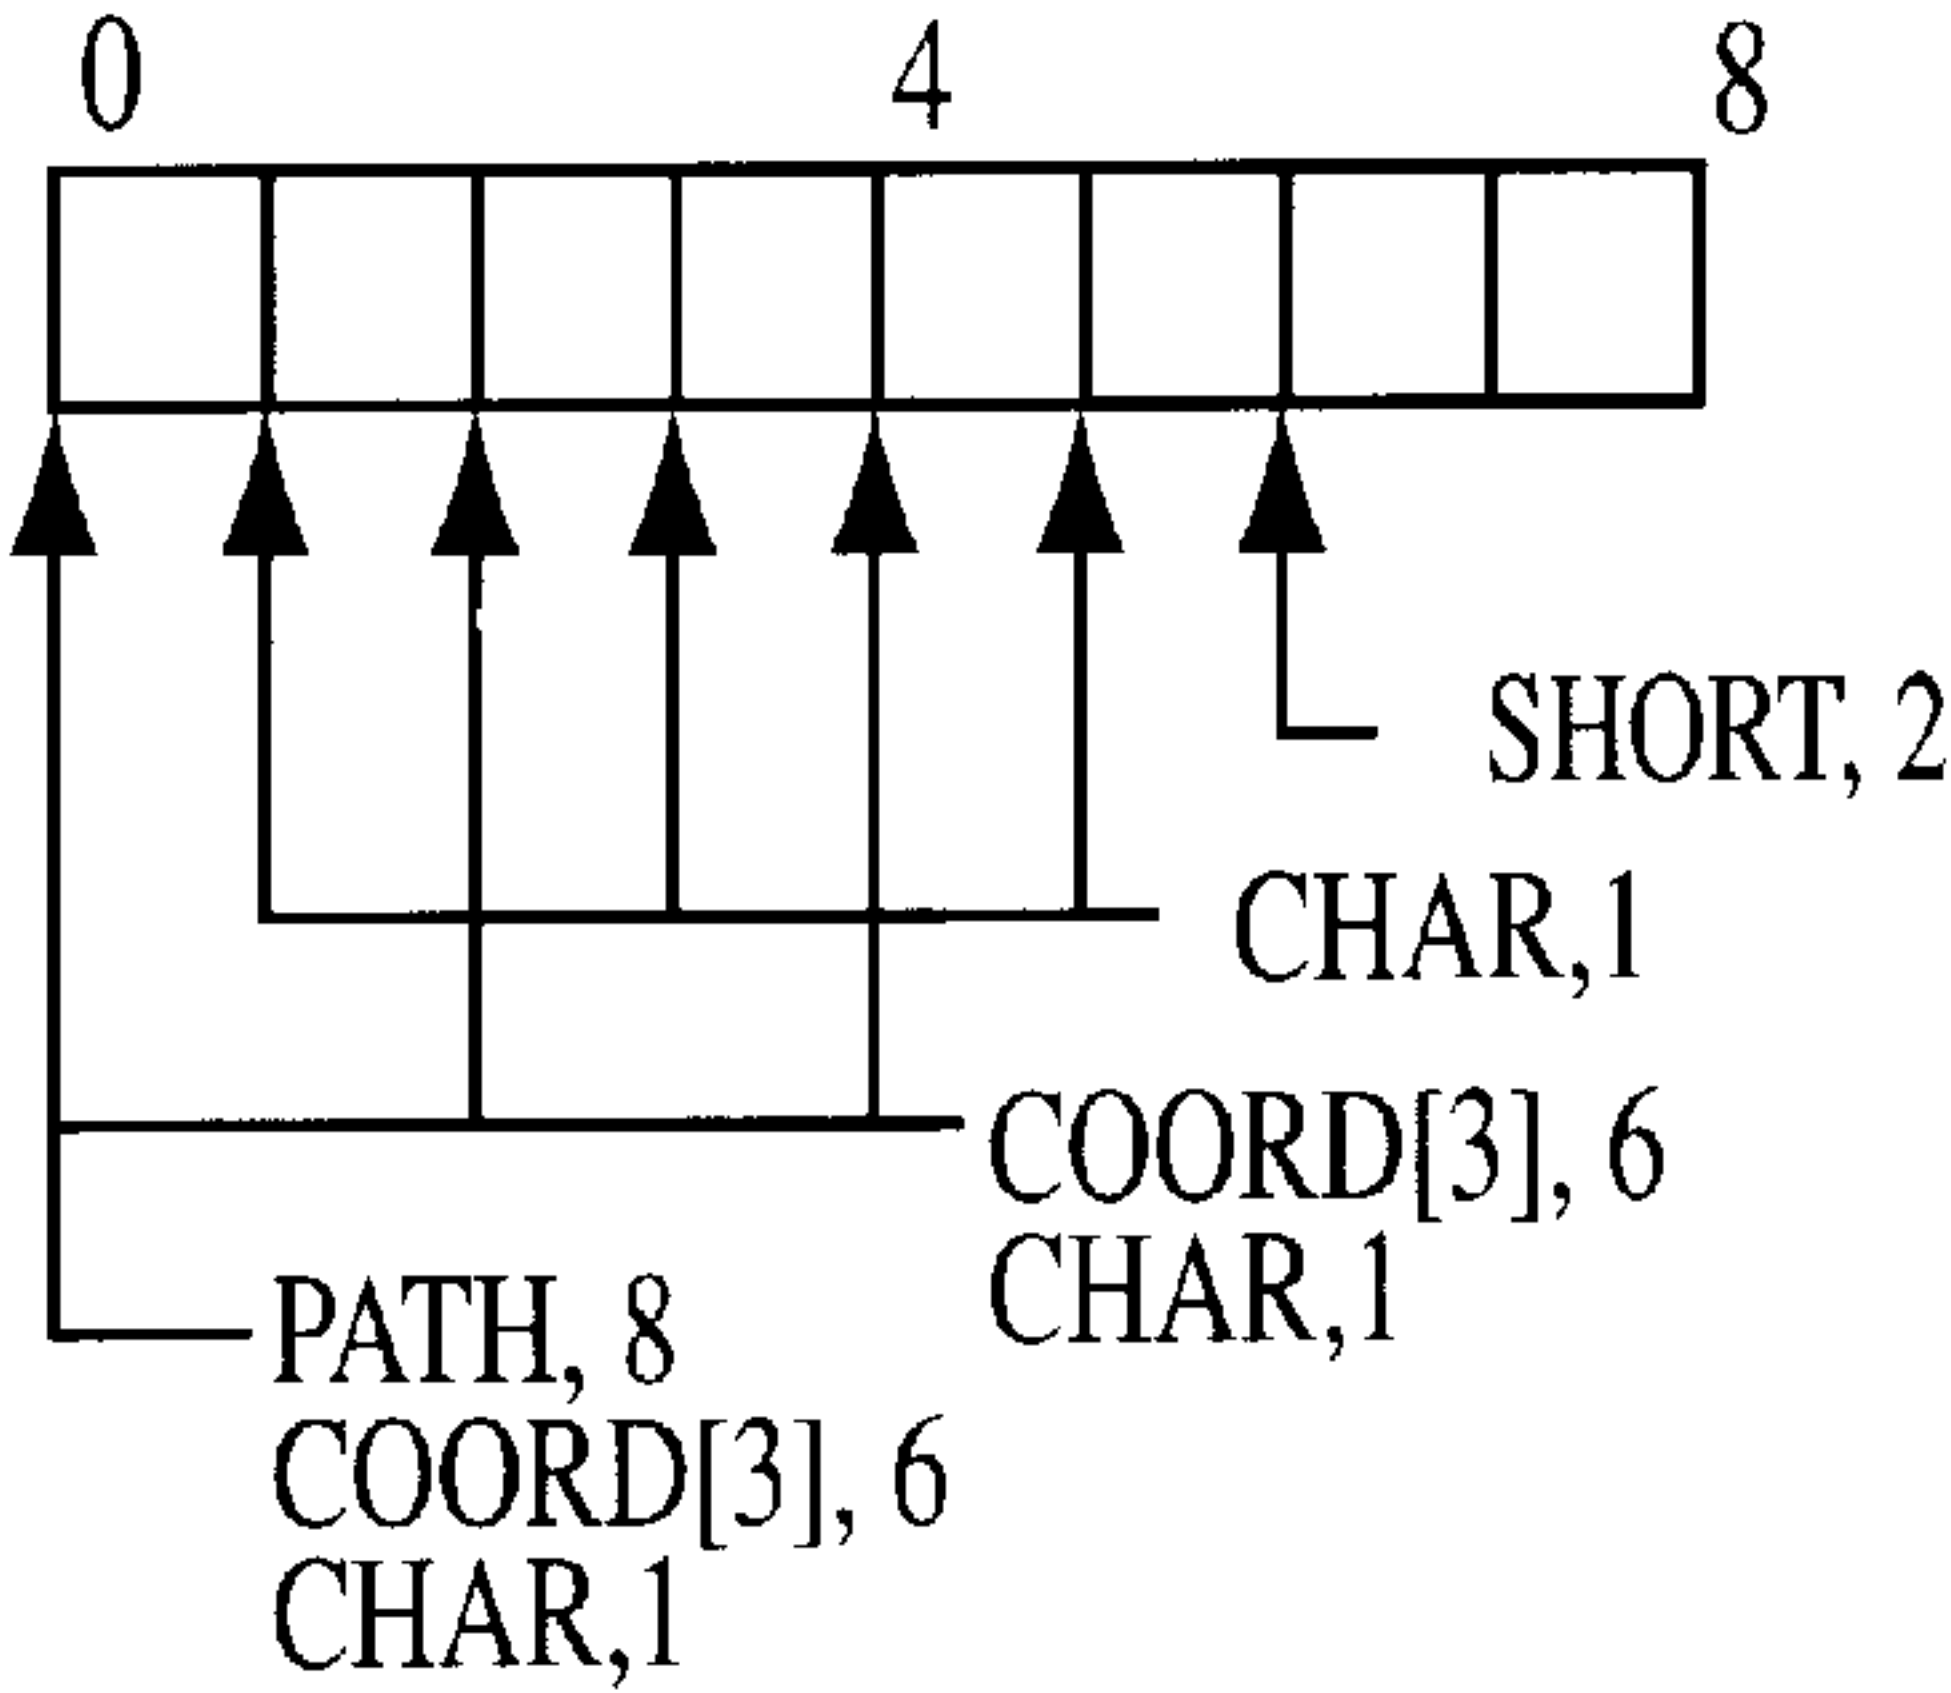 0 4 8
SHORT, 2
CHAR,1
COORD[3], 6
CHAR,1
PATH, 8
COORD[3], 6
CHAR,1